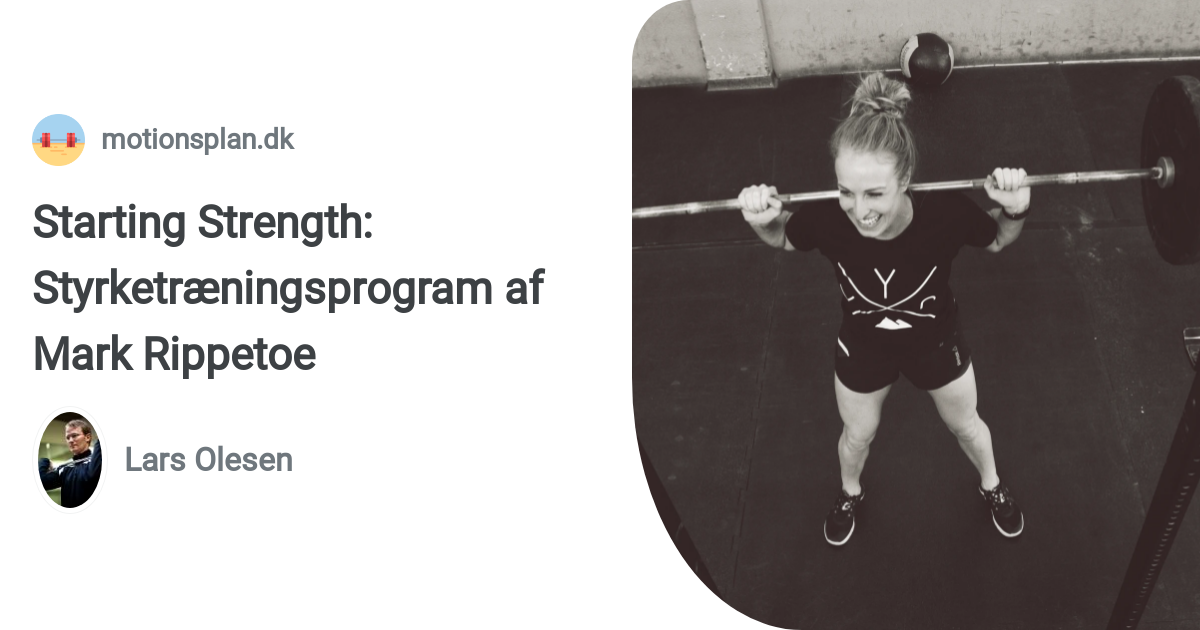 motionsplan.dk
Starting Strength:
Styrketræningsprogram af
Mark Rippetoe
Lars Olesen
Y
C